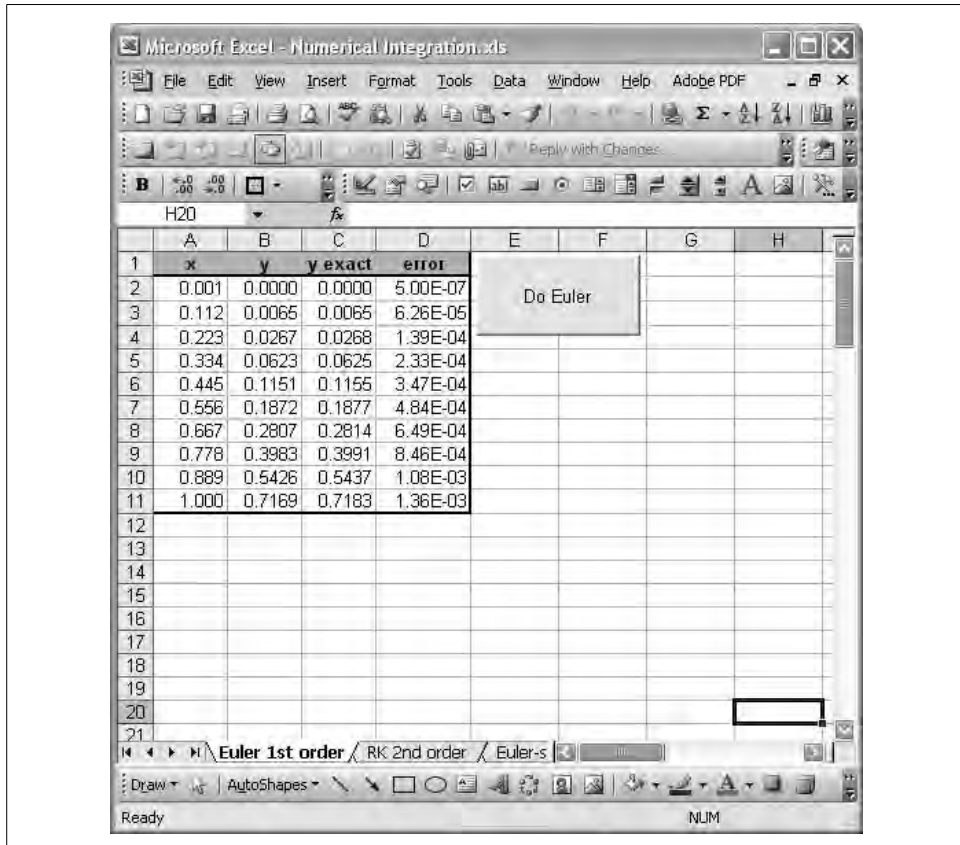 Microsoft Excel - Numerical Integration.xls
File Edit View Insert Format Tools Data Window Help Adobe PDF
Reply with Changes...
H20 fx
A B C D E F G H
1 x y y exact error
2 0.001 0.0000 0.0000 5.00E-07
Do Euler
3 0.112 0.0065 0.0065 6.26E-05
4 0.223 0.0267 0.0268 1.39E-04
5 0.334 0.0623 0.0625 2.33E-04
6 0.445 0.1151 0.1155 3.47E-04
7 0.556 0.1872 0.1877 4.84E-04
8 0.667 0.2807 0.2814 6.49E-04
9 0.778 0.3983 0.3991 8.46E-04
10 0.889 0.5426 0.5437 1.08E-03
11 1.000 0.7169 0.7183 1.36E-03
12
13
14
15
16
17
18
19
20
21
Euler 1st order RK 2nd order Euler-s
Draw AutoShapes
Ready NUM